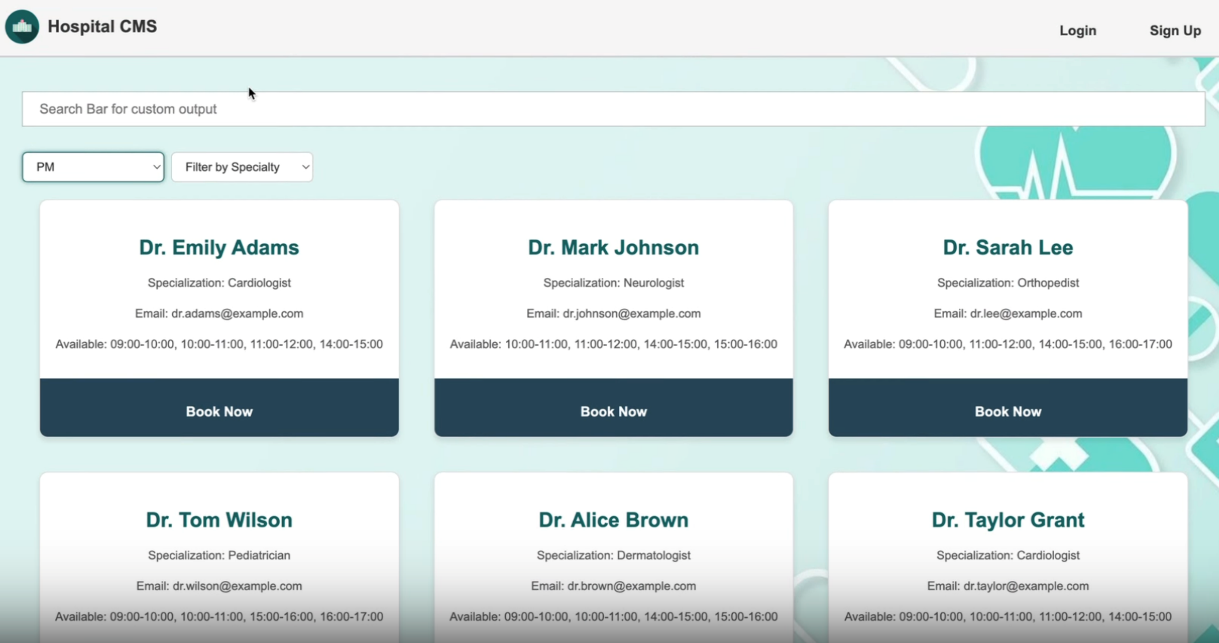 Hospital CMS
Login
Sign Up
Search Bar for custom output
PM
Filter by Specialty
Dr. Emily Adams
Specialization: Cardiologist
Email: dr.adams@example.com
Available: 09:00-10:00, 10:00-11:00, 11:00-12:00, 14:00-15:00
Book Now
Dr. Mark Johnson
Specialization: Neurologist
Email: dr.johnson@example.com
Available: 10:00-11:00, 11:00-12:00, 14:00-15:00, 15:00-16:00
Book Now
Dr. Sarah Lee
Specialization: Orthopedist
Email: dr.lee@example.com
Available: 09:00-10:00, 11:00-12:00, 14:00-15:00, 16:00-17:00
Book Now
Dr. Tom Wilson
Specialization: Pediatrician
Email: dr.wilson@example.com
Available: 09:00-10:00, 10:00-11:00, 15:00-16:00, 16:00-17:00
Dr. Alice Brown
Specialization: Dermatologist
Email: dr.brown@example.com
Available: 09:00-10:00, 10:00-11:00, 14:00-15:00, 15:00-16:00
Dr. Taylor Grant
Specialization: Cardiologist
Email: dr.taylor@example.com
Available: 09:00-10:00, 10:00-11:00, 11:00-12:00, 14:00-15:00